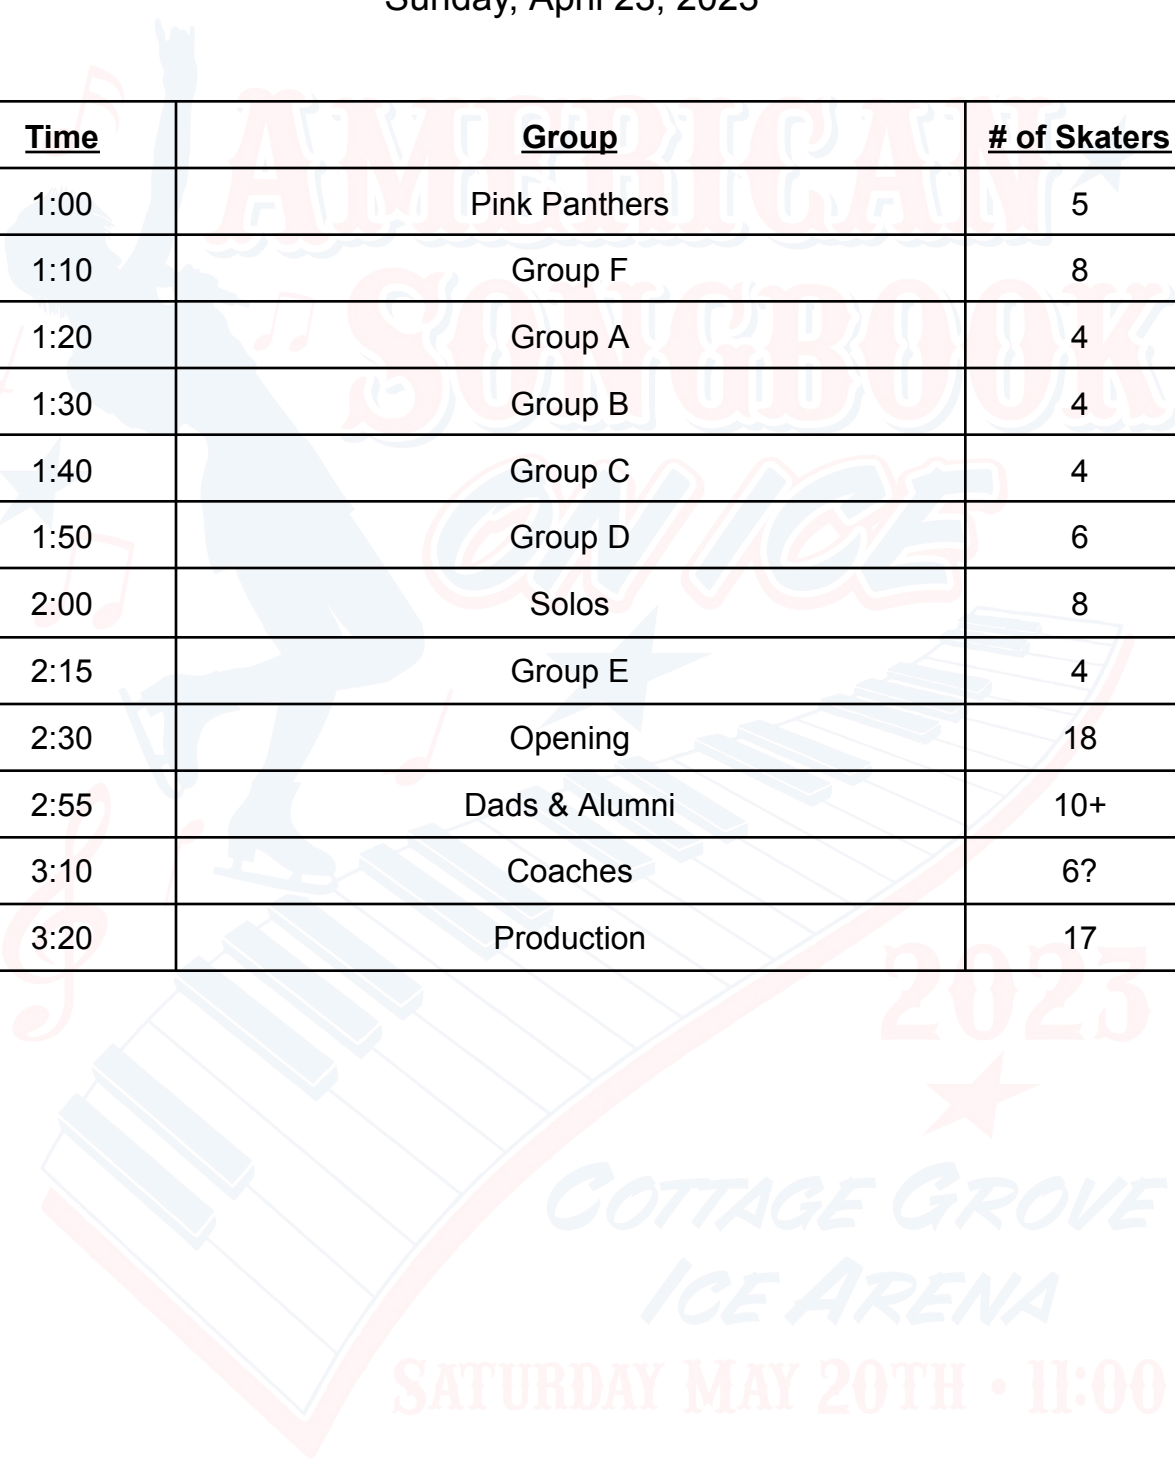 Sunday, April 23, 2023
Time Group # of Skaters
1:00 Pink Panthers 5
1:10 Group F 8
1:20 Group A 4
1:30 Group B 4
1:40 Group C 4
1:50 Group D 6
2:00 Solos 8
2:15 Group E 4
2:30 Opening 18
2:55 Dads & Alumni 10+
3:10 Coaches 6?
3:20 Production 17
AMERICAN
SONGBOOK
ON ICE
2023
COTTAGE GROVE
ICE ARENA
SATURDAY MAY 20TH • 11:00